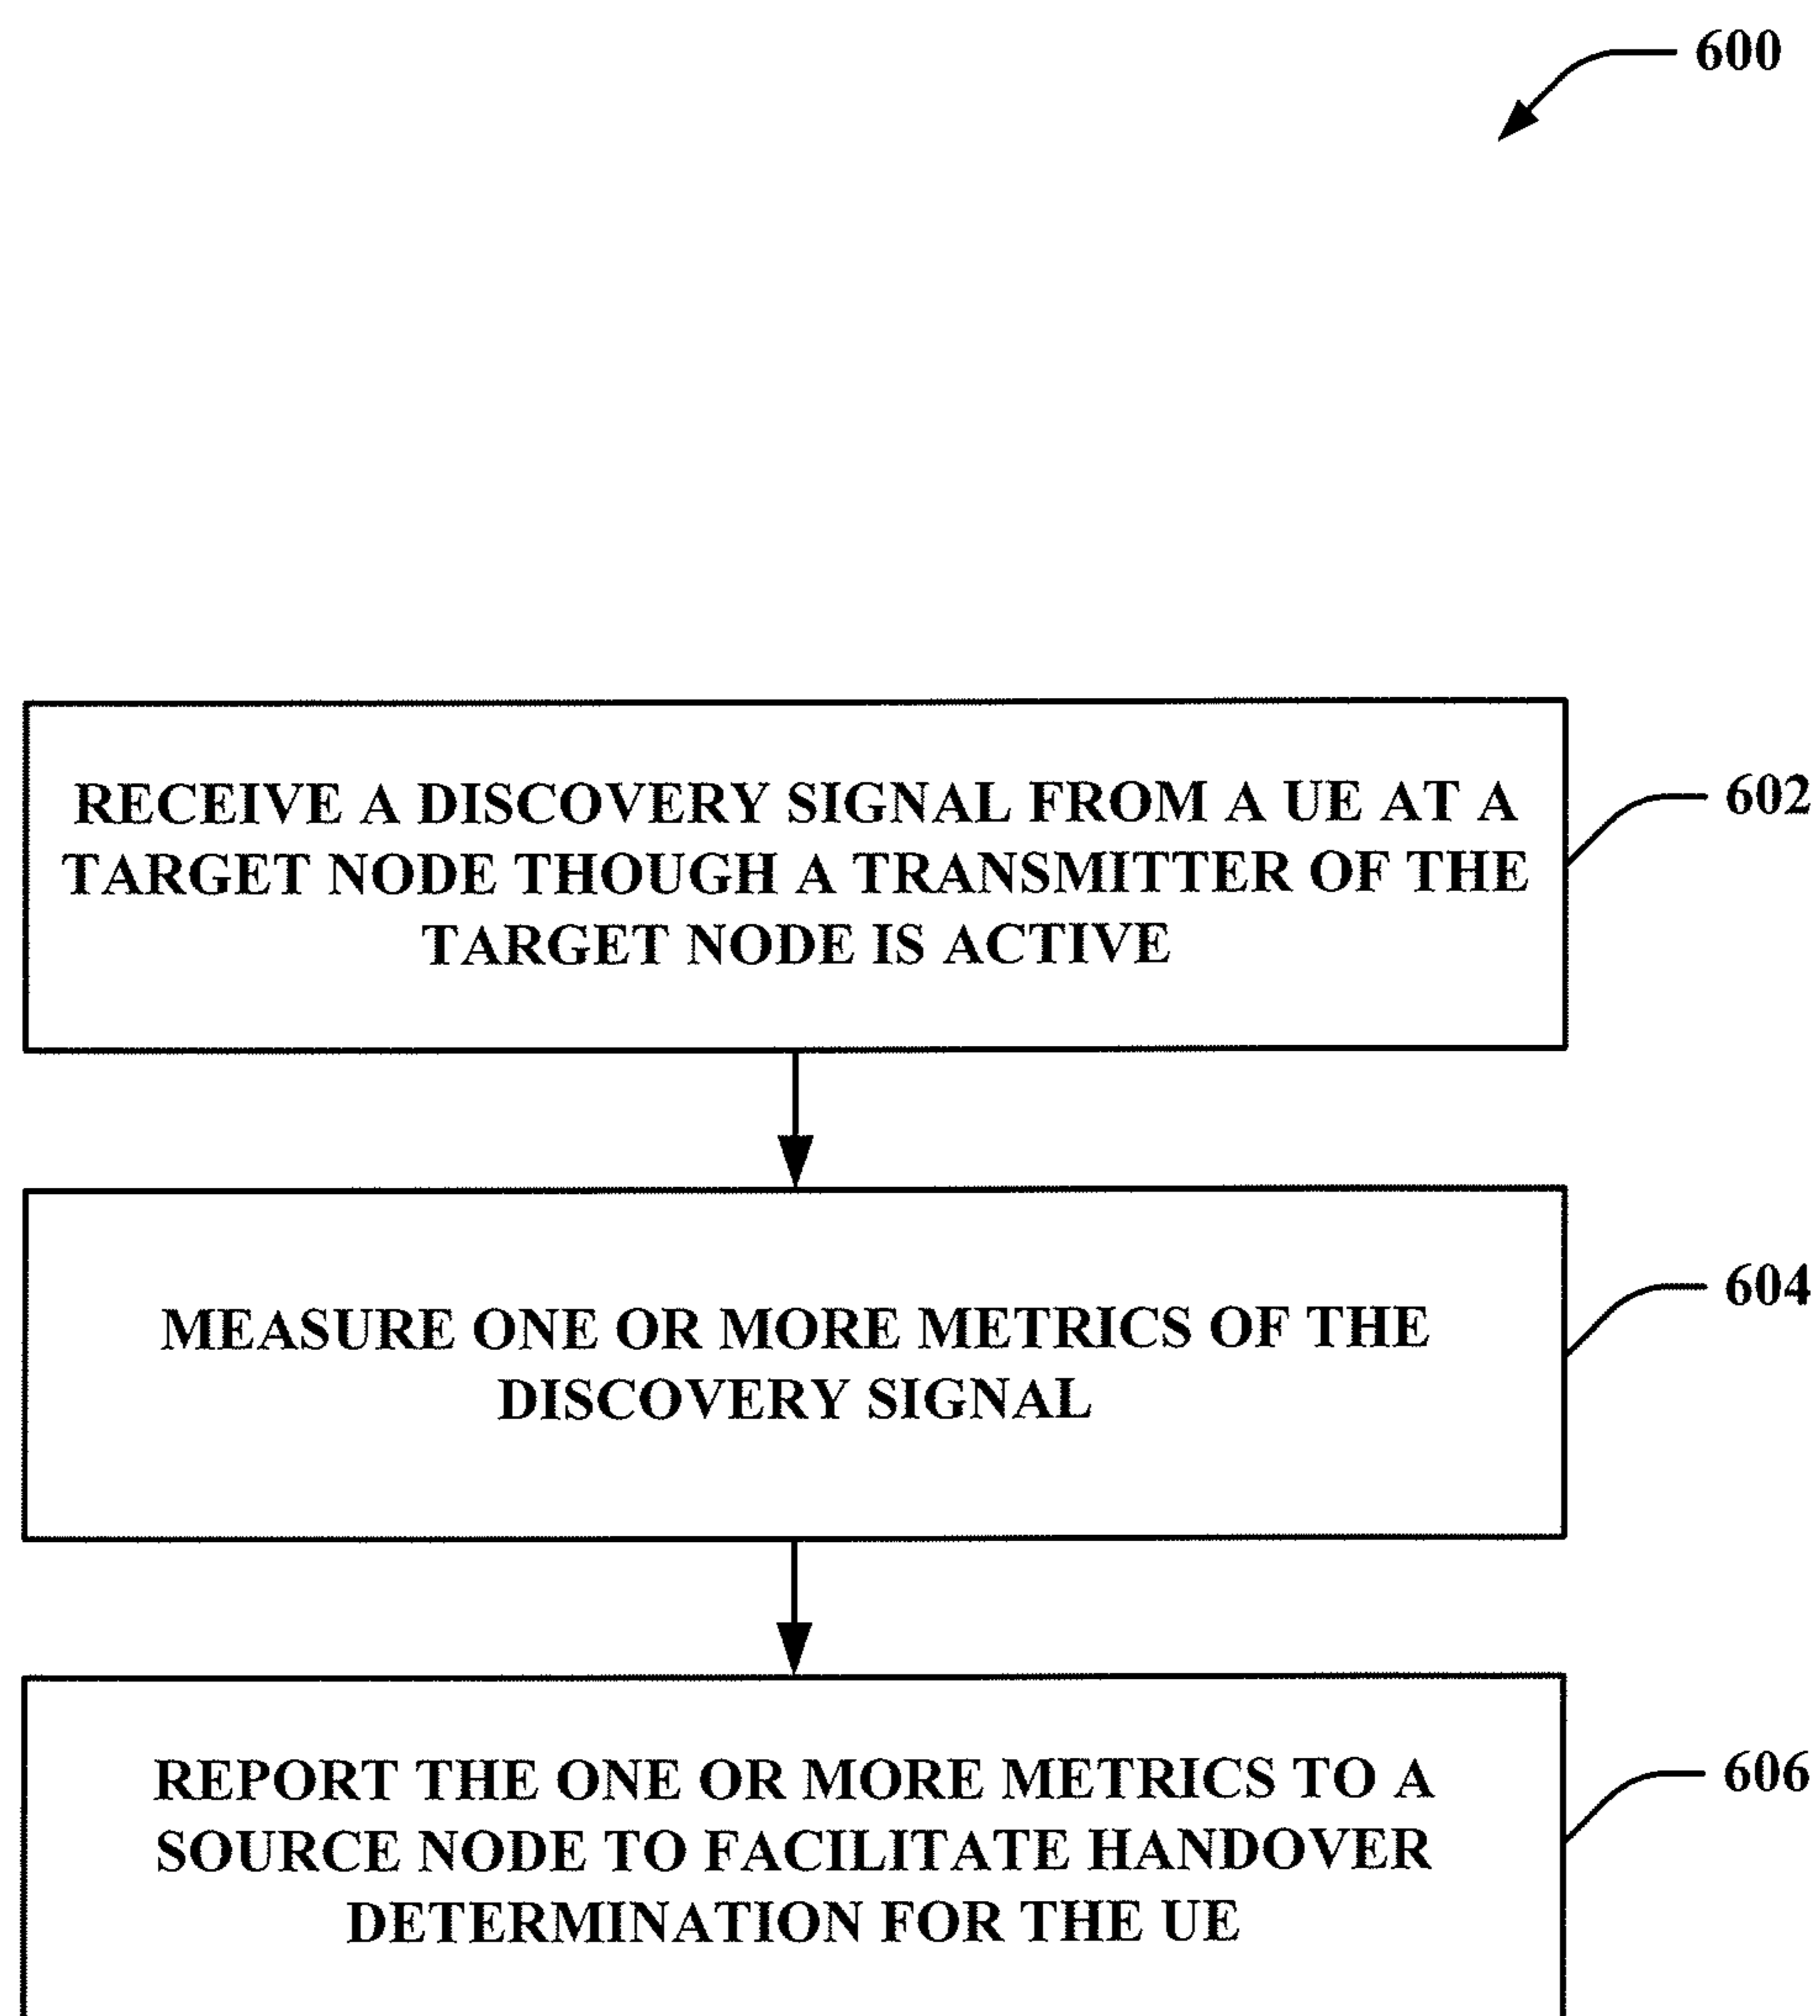 600
RECEIVE A DISCOVERY SIGNAL FROM A UE AT A
TARGET NODE THOUGH A TRANSMITTER OF THE
TARGET NODE IS ACTIVE
602
MEASURE ONE OR MORE METRICS OF THE
DISCOVERY SIGNAL
604
REPORT THE ONE OR MORE METRICS TO A
SOURCE NODE TO FACILITATE HANDOVER
DETERMINATION FOR THE UE
606